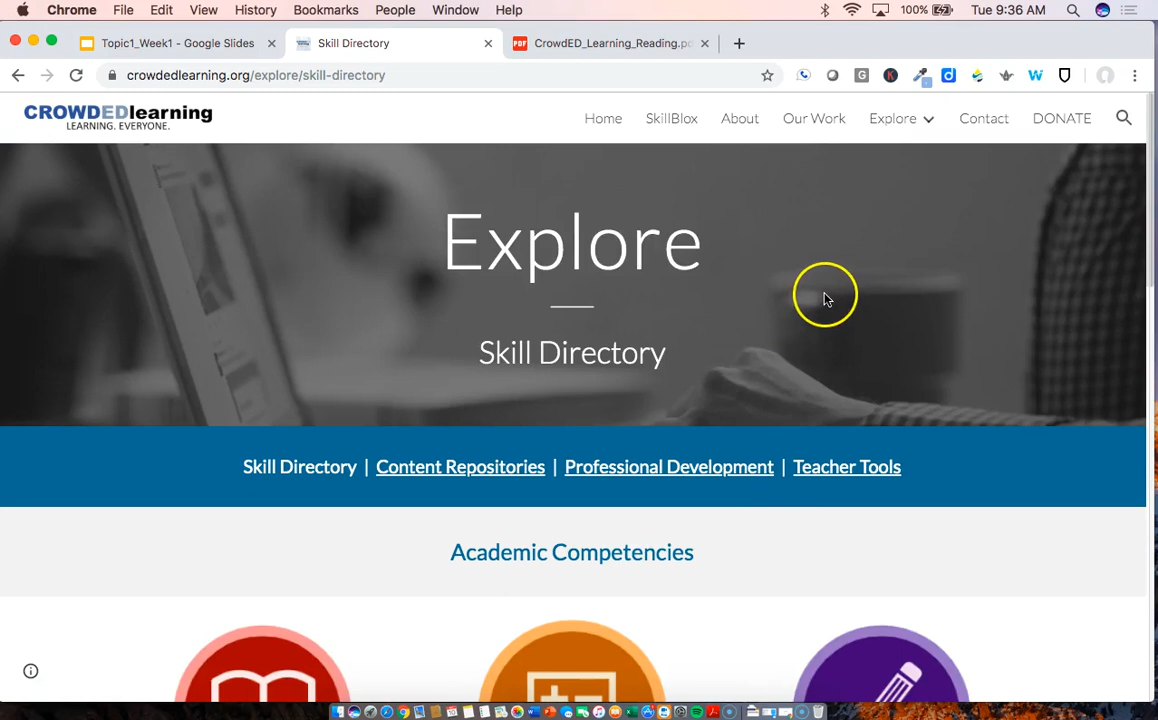 Chrome File Edit View History Bookmarks People Window Help 100% Tue 9:36 AM
Topic1_Week1 - Google Slides Skill Directory PDF CrowdED_Learning_Reading.p
crowdedlearning.org/explore/skill-directory
CROWDEDlearning
LEARNING. EVERYONE.
Home SkillBlox About Our Work Explore Contact DONATE
Explore
Skill Directory
Skill Directory | Content Repositories | Professional Development | Teacher Tools
Academic Competencies